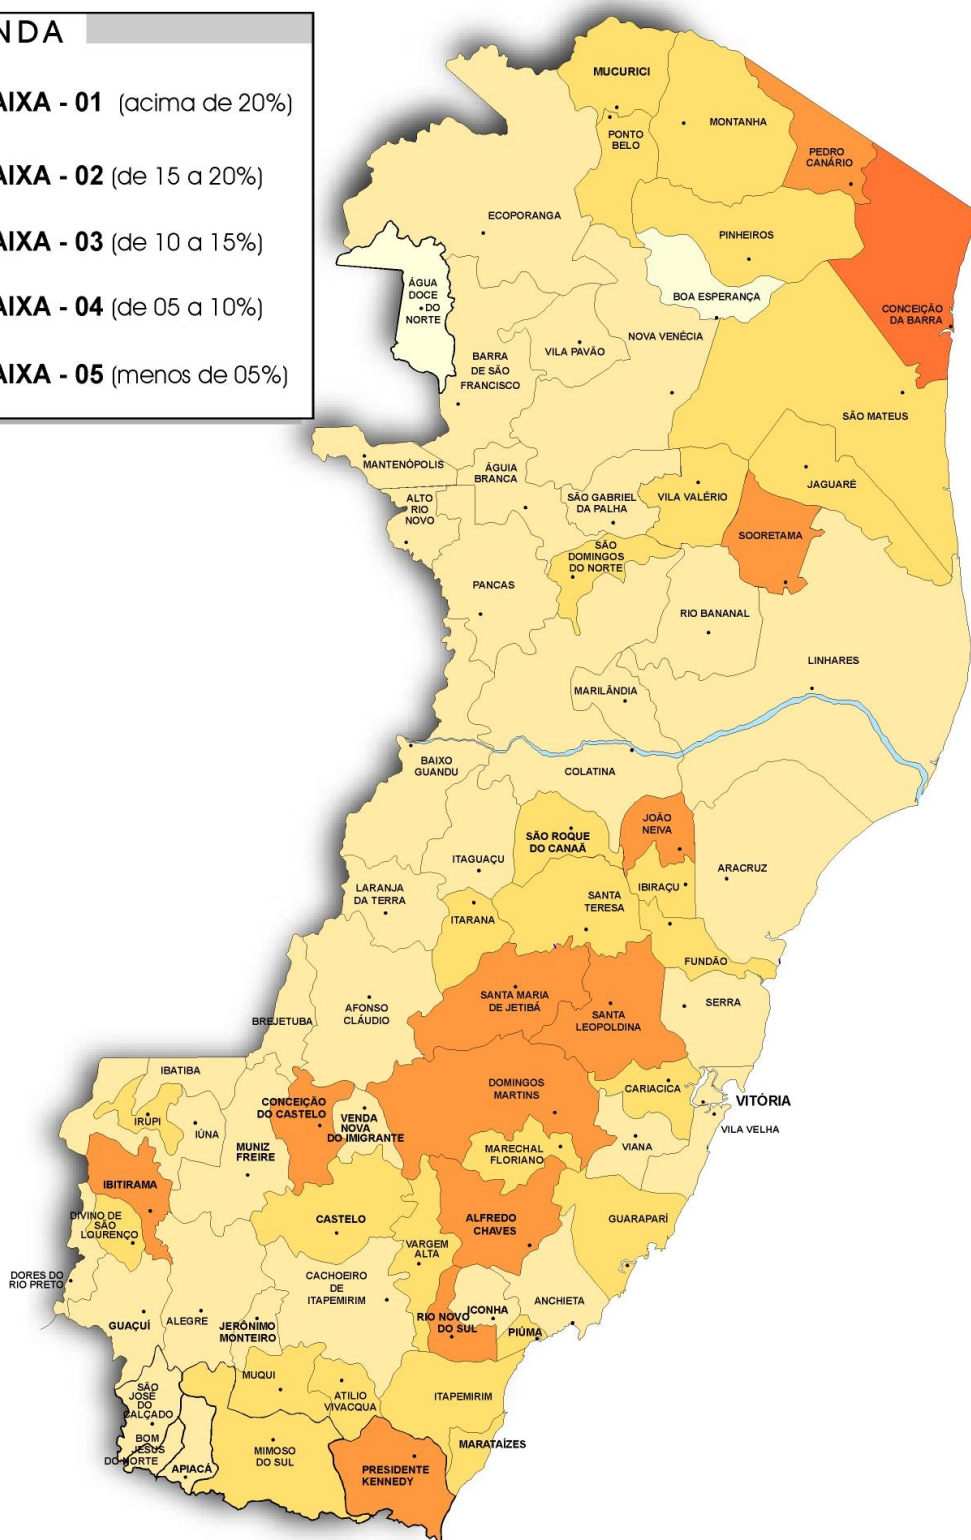 NDA
AIXA - 01 (acima de 20%)
AIXA - 02 (de 15 a 20%)
AIXA - 03 (de 10 a 15%)
AIXA - 04 (de 05 a 10%)
AIXA - 05 (menos de 05%)
MUCURICI
MONTANHA
PONTO
BELO
PEDRO
CANÁRIO
ECOPORANGA
PINHEIROS
ÁGUA
DOCE
DO
NORTE
BOA ESPERANÇA
CONCEIÇÃO
DA BARRA
NOVA VENÉCIA
VILA PAVÃO
BARRA
DE SÃO
FRANCISCO
SÃO MATEUS
MANTENÓPOLIS
ÁGUIA
BRANCA
JAGUARÉ
ALTO
RIO
NOVO
SÃO GABRIEL
DA PALHA
VILA VALÉRIO
SOORETAMA
SÃO
DOMINGOS
DO NORTE
PANCAS
RIO BANANAL
LINHARES
MARILÂNDIA
BAIXO
GUANDU
COLATINA
JOÃO
NEIVA
SÃO ROQUE
DO CANAÃ
ITAGUAÇU
ARACRUZ
LARANJA
DA TERRA
IBIRAÇU
SANTA
TERESA
ITARANA
FUNDÃO
SANTA MARIA
DE JETIBÁ
SERRA
AFONSO
CLÁUDIO
SANTA
LEOPOLDINA
BREJETUBA
IBATIBA
DOMINGOS
MARTINS
CARIACICA
VITÓRIA
CONCEIÇÃO
DO CASTELO
VENDA
NOVA
DO IMIGRANTE
IRUPI
IÚNA
VILA VELHA
MUNIZ
FREIRE
MARECHAL
FLORIANO
VIANA
IBITIRAMA
DIVINO DE
SÃO
LOURENÇO
CASTELO
ALFREDO
CHAVES
GUARAPARÍ
VARGEM
ALTA
DORES DO
RIO PRETO
CACHOEIRO
DE
ITAPEMIRIM
ANCHIETA
ICONHA
RIO NOVO
DO SUL
GUAÇUÍ
ALEGRE
JERÔNIMO
MONTEIRO
PIÚMA
MUQUI
SÃO
JOSÉ
DO
CALÇADO
ATILIO
VIVACQUA
ITAPEMIRIM
BOM
JESUS
DO NORTE
MIMOSO
DO SUL
MARATAÍZES
APIACÁ
PRESIDENTE
KENNEDY